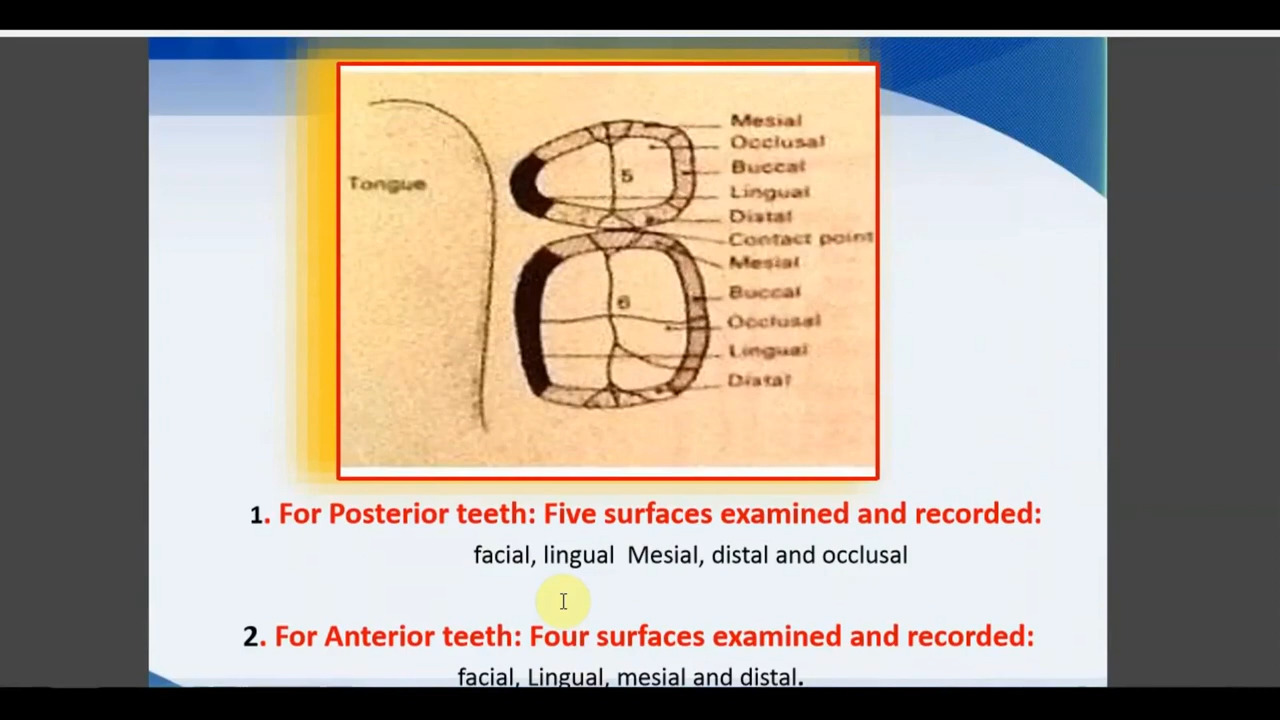 Mesial
Occlusal
Buccal
Tongue
5
Lingual
Distal
Contact point
Mesial
Buccal
6
Occlusal
Lingual
Distal
1. For Posterior teeth: Five surfaces examined and recorded:
facial, lingual Mesial, distal and occlusal
2. For Anterior teeth: Four surfaces examined and recorded:
facial, Lingual, mesial and distal.